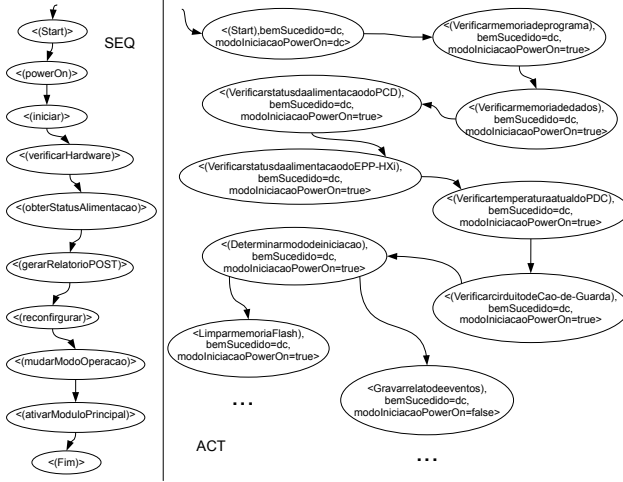 SEQ
<(Start)>
<(powerOn)>
<(iniciar)>
<(verificarHardware)>
<(obterStatusAlimentacao)>
<(gerarRelatorioPOST)>
<(reconfirgurar)>
<(mudarModoOperacao)>
<(ativarModuloPrincipal)>
<(Fim)>
<(Start),bemSucedido=dc,
modoIniciacaoPowerOn=dc>
<(Verificarmemoriadeprograma),
bemSucedido=dc,
modoIniciacaoPowerOn=true>
<(Verificarmemoriadedados),
bemSucedido=dc,
modoIniciacaoPowerOn=true>
<(VerificarstatusdaalimentacaodoPCD),
bemSucedido=dc,
modoIniciacaoPowerOn=true>
<(VerificarstatusdaalimentacaodoEPP-HXi),
bemSucedido=dc,
modoIniciacaoPowerOn=true>
<(VerificartemperaturaatualdoPDC),
bemSucedido=dc,
modoIniciacaoPowerOn=true>
<(VerificarcirduitodeCao-de-Guarda),
bemSucedido=dc,
modoIniciacaoPowerOn=true>
<(Determinarmododeiniciacao),
bemSucedido=dc,
modoIniciacaoPowerOn=true>
<(LimparmemoriaFlash),
bemSucedido=dc,
modoIniciacaoPowerOn=true>
...
<(Gravarrelatodeeventos),
bemSucedido=dc,
modoIniciacaoPowerOn=false>
...
ACT